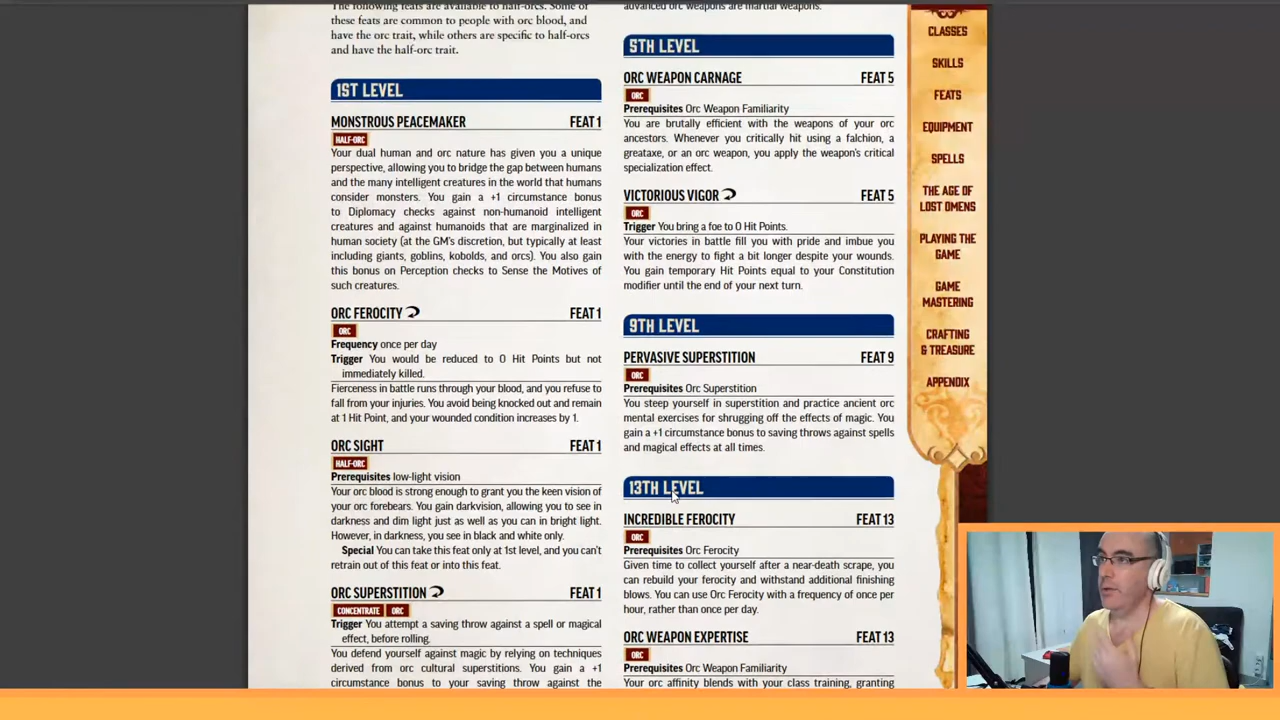 The following feats are available to half-orcs. Some of
these feats are common to people with orc blood, and
have the orc trait, while others are specific to half-orcs
and have the half-orc trait.
1ST LEVEL
MONSTROUS PEACEMAKER FEAT 1
HALF-ORC
Your dual human and orc nature has given you a unique
perspective, allowing you to bridge the gap between humans
and the many intelligent creatures in the world that humans
consider monsters. You gain a +1 circumstance bonus
to Diplomacy checks against non-humanoid intelligent
creatures and against humanoids that are marginalized in
human society (at the GM's discretion, but typically at least
including giants, goblins, kobolds, and orcs). You also gain
this bonus on Perception checks to Sense the Motives of
such creatures.
ORC FEROCITY FEAT 1
ORC
Frequency once per day
Trigger You would be reduced to 0 Hit Points but not
immediately killed.
Fierceness in battle runs through your blood, and you refuse to
fall from your injuries. You avoid being knocked out and remain
at 1 Hit Point, and your wounded condition increases by 1.
ORC SIGHT FEAT 1
HALF-ORC
Prerequisites low-light vision
Your orc blood is strong enough to grant you the keen vision of
your orc forebears. You gain darkvision, allowing you to see in
darkness and dim light just as well as you can in bright light.
However, in darkness, you see in black and white only.
Special You can take this feat only at 1st level, and you can't
retrain out of this feat or into this feat.
ORC SUPERSTITION FEAT 1
CONCENTRATE ORC
Trigger You attempt a saving throw against a spell or magical
effect, before rolling.
You defend yourself against magic by relying on techniques
derived from orc cultural superstitions. You gain a +1
circumstance bonus to your saving throw against the
advanced orc weapons are martial weapons.
5TH LEVEL
ORC WEAPON CARNAGE FEAT 5
ORC
Prerequisites Orc Weapon Familiarity
You are brutally efficient with the weapons of your orc
ancestors. Whenever you critically hit using a falchion, a
greataxe, or an orc weapon, you apply the weapon's critical
specialization effect.
VICTORIOUS VIGOR FEAT 5
ORC
Trigger You bring a foe to 0 Hit Points.
Your victories in battle fill you with pride and imbue you
with the energy to fight a bit longer despite your wounds.
You gain temporary Hit Points equal to your Constitution
modifier until the end of your next turn.
9TH LEVEL
PERVASIVE SUPERSTITION FEAT 9
ORC
Prerequisites Orc Superstition
You steep yourself in superstition and practice ancient orc
mental exercises for shrugging off the effects of magic. You
gain a +1 circumstance bonus to saving throws against spells
and magical effects at all times.
13TH LEVEL
INCREDIBLE FEROCITY FEAT 13
ORC
Prerequisites Orc Ferocity
Given time to collect yourself after a near-death scrape, you
can rebuild your ferocity and withstand additional finishing
blows. You can use Orc Ferocity with a frequency of once per
hour, rather than once per day.
ORC WEAPON EXPERTISE FEAT 13
ORC
Prerequisites Orc Weapon Familiarity
Your orc affinity blends with your class training, granting
CLASSES
SKILLS
FEATS
EQUIPMENT
SPELLS
THE AGE OF
LOST OMENS
PLAYING THE
GAME
GAME
MASTERING
CRAFTING
& TREASURE
APPENDIX